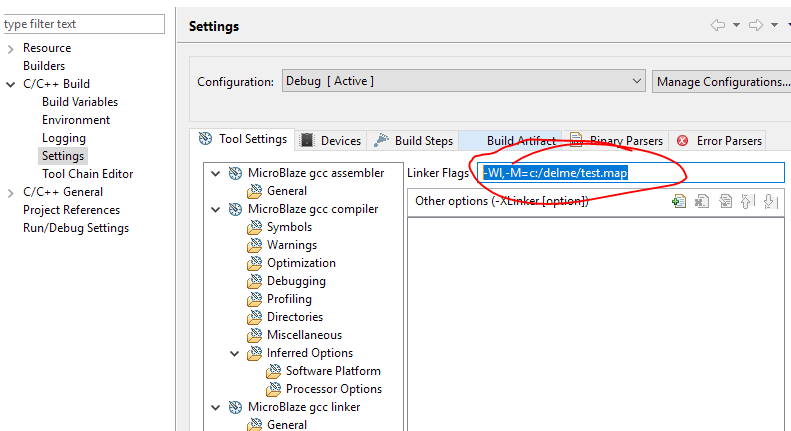 type filter text
Resource
Builders
C/C++ Build
Build Variables
Environment
Logging
Settings
Tool Chain Editor
C/C++ General
Project References
Run/Debug Settings
Settings
Configuration:
Debug [ Active ]
Manage Configurations...
Tool Settings
Devices
Build Steps
Build Artifact
Binary Parsers
Error Parsers
MicroBlaze gcc assembler
General
MicroBlaze gcc compiler
Symbols
Warnings
Optimization
Debugging
Profiling
Directories
Miscellaneous
Inferred Options
Software Platform
Processor Options
MicroBlaze gcc linker
General
Linker Flags
-Wl,-M=c:/delme/test.map
Other options (-XLinker [option])